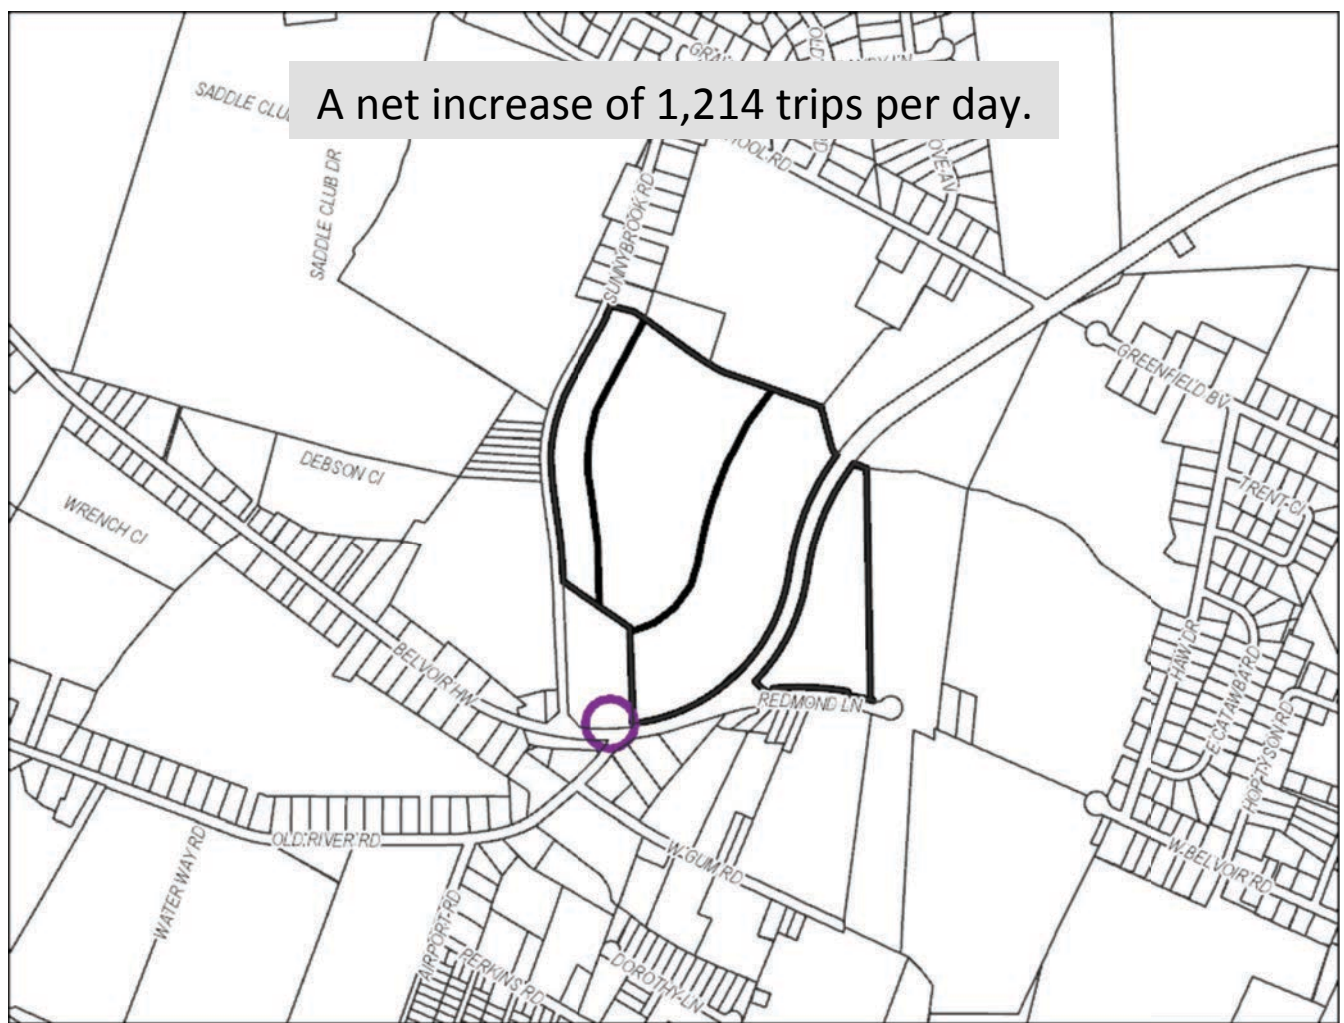 A net increase of 1,214 trips per day.
SADDLE CLUB DR
SUNNYBROOK RD
GREENFIELD BV
TRENT CI
DEBSON CI
WRENCH CI
BELVOIR HW
REDMOND LN
HAW DR
E CATAWBA RD
OLD RIVER RD
WATER WAY RD
W GUM RD
W BELVOIR RD
AIRPORT RD
PERKINS RD
DOROTHY LN